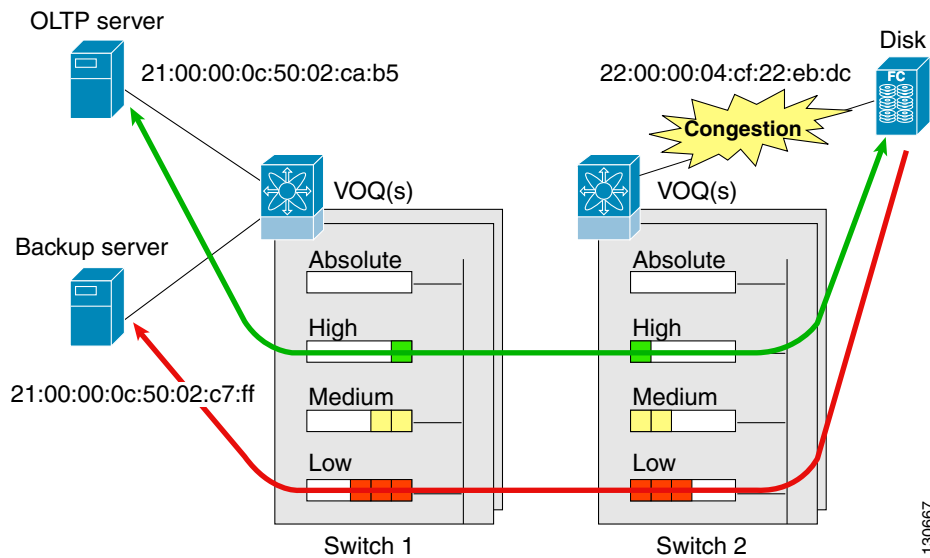 OLTP server
21:00:00:0c:50:02:ca:b5
22:00:00:04:cf:22:eb:dc
Disk
FC
Congestion
VOQ(s)
VOQ(s)
Backup server
21:00:00:0c:50:02:c7:ff
Absolute
High
Medium
Low
Switch 1
Absolute
High
Medium
Low
Switch 2
130667